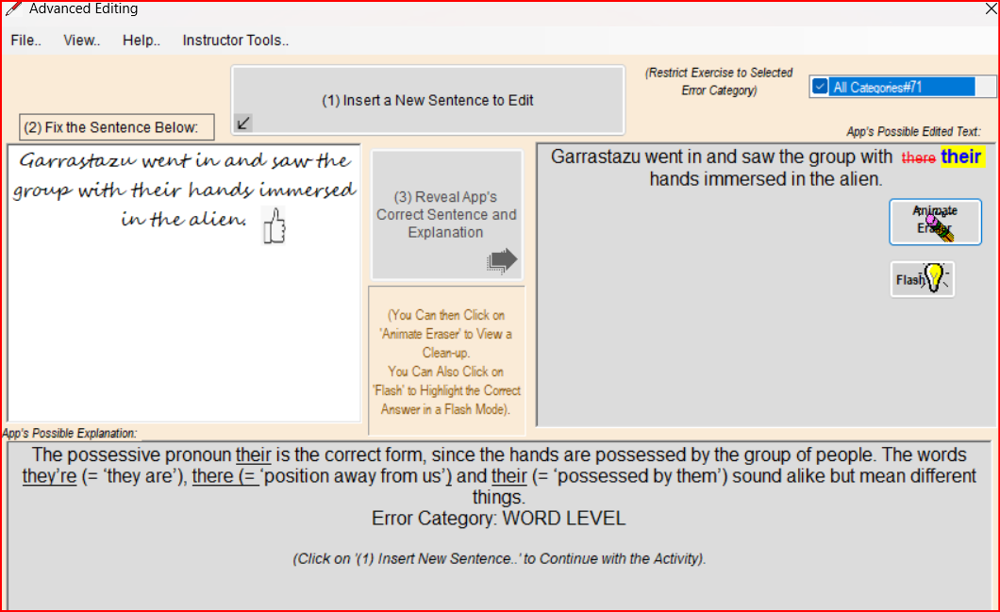 Advanced Editing
File.. View.. Help.. Instructor Tools..
(1) Insert a New Sentence to Edit
(Restrict Exercise to Selected
Error Category)
All Categories#71
(2) Fix the Sentence Below:
App's Possible Edited Text:
Garrastazu went in and saw the
group with their hands immersed
in the alien.
(3) Reveal App's
Correct Sentence and
Explanation
(You Can then Click on
'Animate Eraser' to View a
Clean-up.
You Can Also Click on
'Flash' to Highlight the Correct
Answer in a Flash Mode).
Garrastazu went in and saw the group with there their
hands immersed in the alien.
Animate
Eraser
Flash
App's Possible Explanation:
The possessive pronoun their is the correct form, since the hands are possessed by the group of people. The words
they’re (= ‘they are’), there (= ‘position away from us’) and their (= ‘possessed by them’) sound alike but mean different
things.
Error Category: WORD LEVEL
(Click on '(1) Insert New Sentence..' to Continue with the Activity).